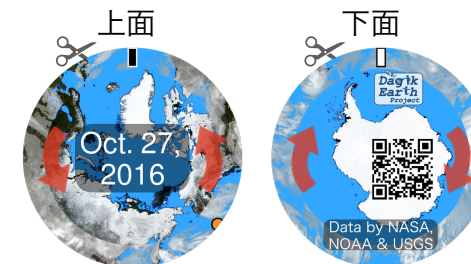 上面
下面
Oct. 27,
2016
Dagik
Earth
Project
Data by NASA,
NOAA & USGS